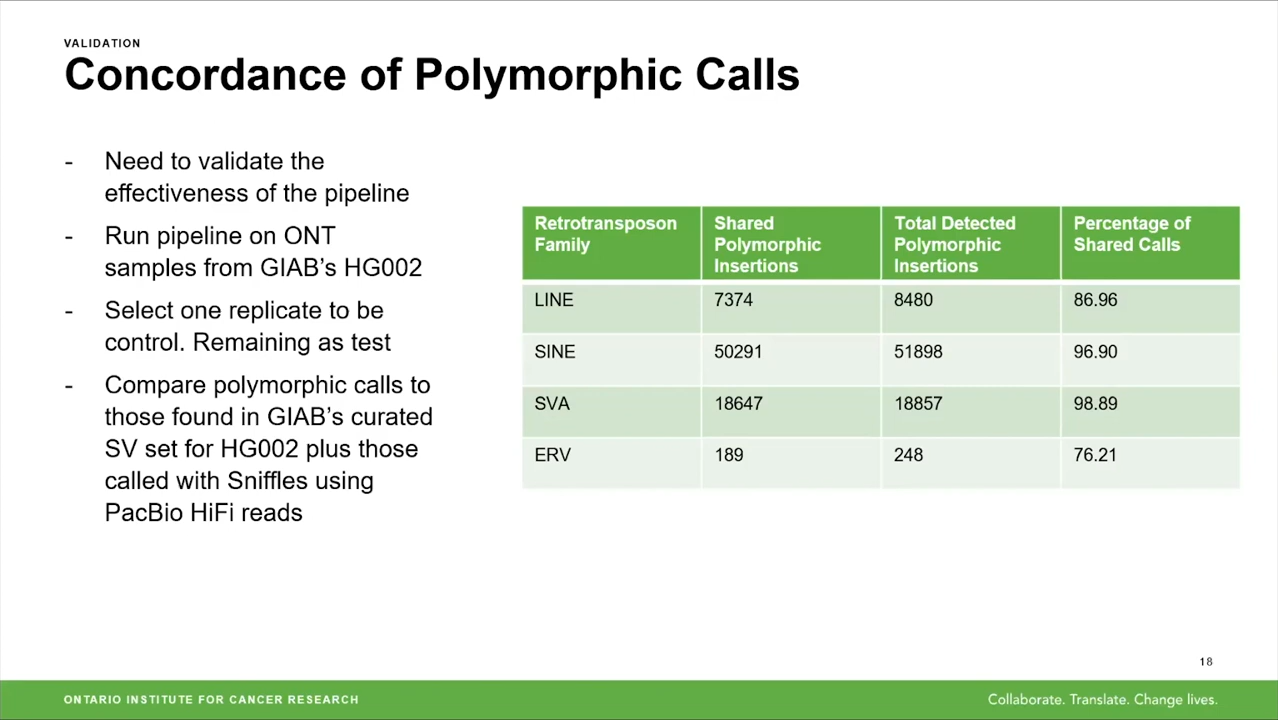 VALIDATION
Concordance of Polymorphic Calls
- Need to validate the
effectiveness of the pipeline
- Run pipeline on ONT
samples from GIAB’s HG002
- Select one replicate to be
control. Remaining as test
- Compare polymorphic calls to
those found in GIAB’s curated
SV set for HG002 plus those
called with Sniffles using
PacBio HiFi reads
Retrotransposon Family Shared Polymorphic Insertions Total Detected Polymorphic Insertions Percentage of Shared Calls
LINE 7374 8480 86.96
SINE 50291 51898 96.90
SVA 18647 18857 98.89
ERV 189 248 76.21
18
ONTARIO INSTITUTE FOR CANCER RESEARCH
Collaborate. Translate. Change lives.